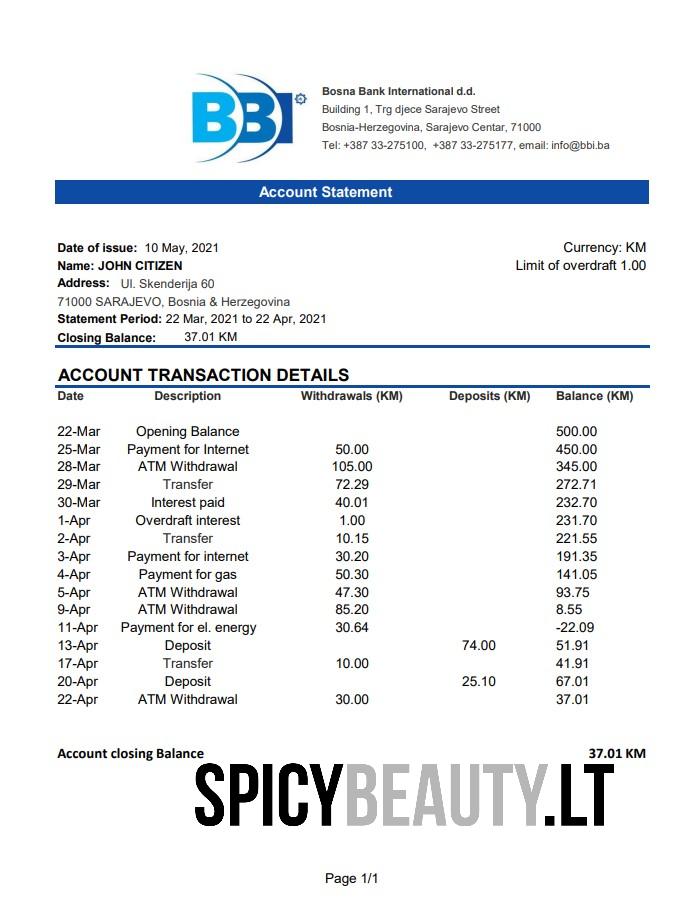 BBI
Bosna Bank International d.d.
Building 1, Trg djece Sarajevo Street
Bosnia-Herzegovina, Sarajevo Centar, 71000
Tel: +387 33-275100,  +387 33-275177, email: info@bbi.ba
Account Statement
Date of issue: 10 May, 2021
Currency: KM
Name: JOHN CITIZEN
Limit of overdraft 1.00
Address: Ul. Skenderija 60
71000 SARAJEVO, Bosnia & Herzegovina
Statement Period: 22 Mar, 2021 to 22 Apr, 2021
Closing Balance: 37.01 KM
ACCOUNT TRANSACTION DETAILS
Date Description Withdrawals (KM) Deposits (KM) Balance (KM)
22-Mar Opening Balance 500.00
25-Mar Payment for Internet 50.00 450.00
28-Mar ATM Withdrawal 105.00 345.00
29-Mar Transfer 72.29 272.71
30-Mar Interest paid 40.01 232.70
1-Apr Overdraft interest 1.00 231.70
2-Apr Transfer 10.15 221.55
3-Apr Payment for internet 30.20 191.35
4-Apr Payment for gas 50.30 141.05
5-Apr ATM Withdrawal 47.30 93.75
9-Apr ATM Withdrawal 85.20 8.55
11-Apr Payment for el. energy 30.64 -22.09
13-Apr Deposit 74.00 51.91
17-Apr Transfer 10.00 41.91
20-Apr Deposit 25.10 67.01
22-Apr ATM Withdrawal 30.00 37.01
Account closing Balance 37.01 KM
SPICYBEAUTY.LT
Page 1/1